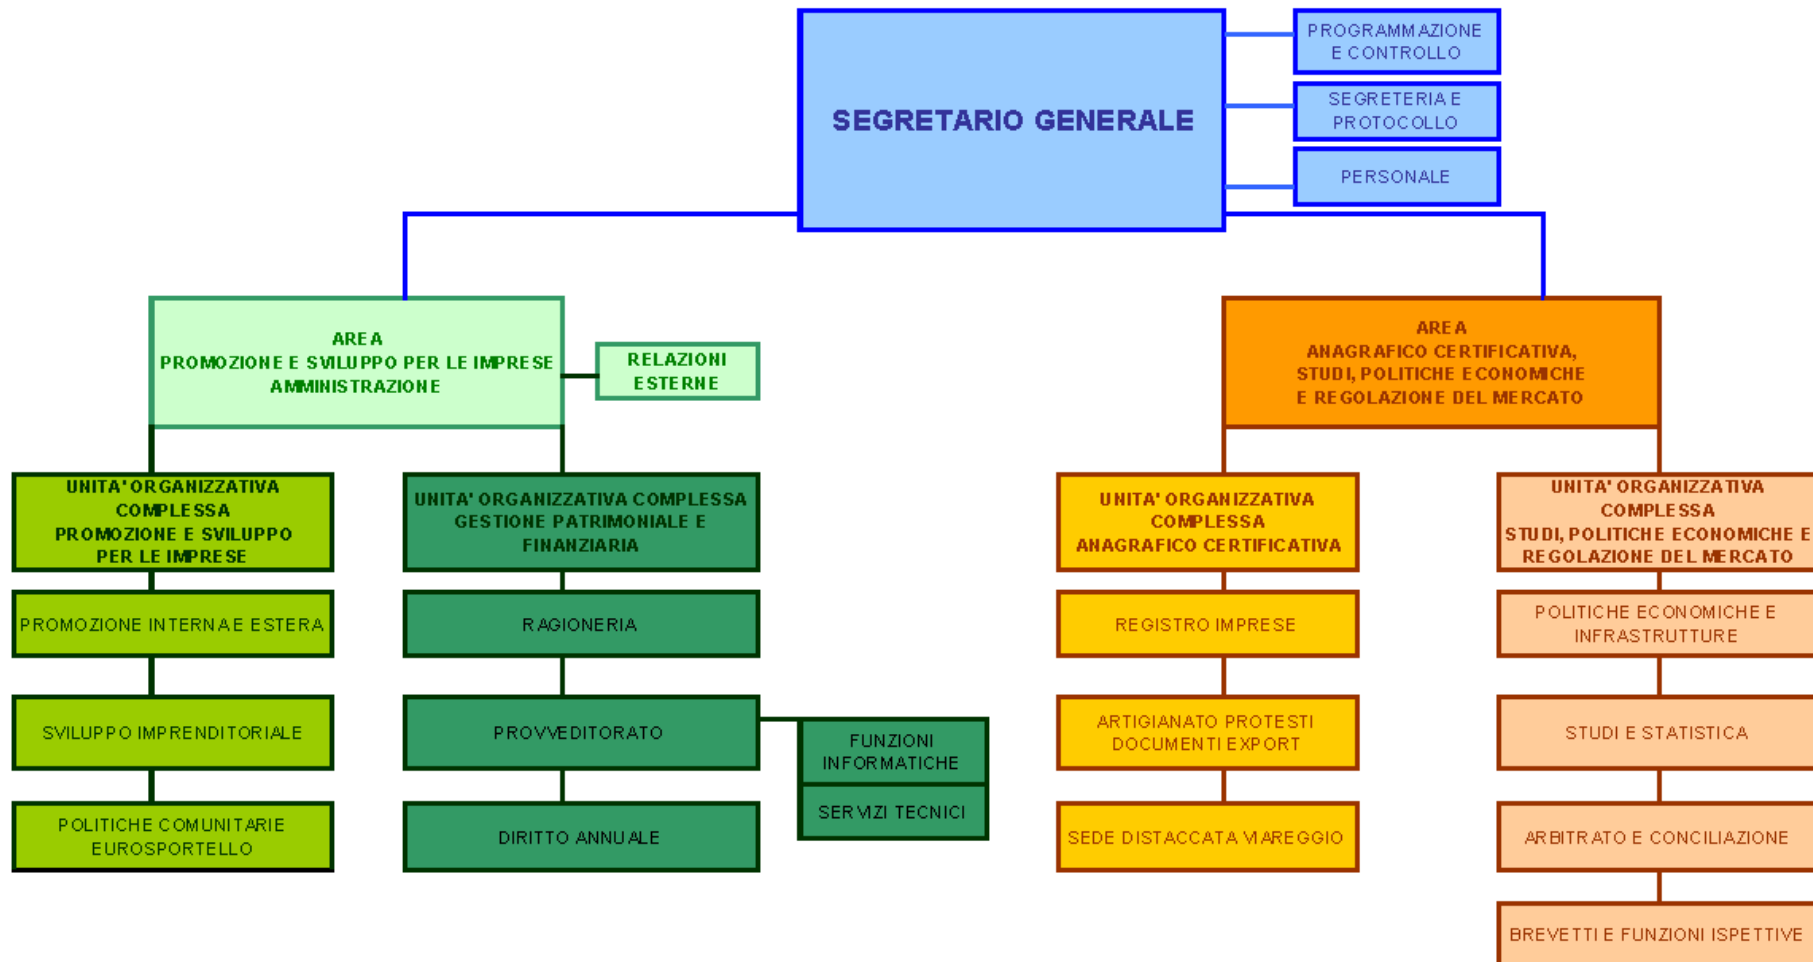 SEGRETARIO GENERALE
PROGRAMMAZIONE
E CONTROLLO
SEGRETERIA E
PROTOCOLLO
PERSONALE
AREA
PROMOZIONE E SVILUPPO PER LE IMPRESE
AMMINISTRAZIONE
RELAZIONI
ESTERNE
AREA
ANAGRAFICO CERTIFICATIVA,
STUDI, POLITICHE ECONOMICHE
E REGOLAZIONE DEL MERCATO
UNITA' ORGANIZZATIVA
COMPLESSA
PROMOZIONE E SVILUPPO
PER LE IMPRESE
PROMOZIONE INTERNA E ESTERA
SVILUPPO IMPRENDITORIALE
POLITICHE COMUNITARIE
EUROSPORTELLO
UNITA' ORGANIZZATIVA COMPLESSA
GESTIONE PATRIMONIALE E
FINANZIARIA
RAGIONERIA
PROVVEDITORATO
FUNZIONI
INFORMATICHE
SERVIZI TECNICI
DIRITTO ANNUALE
UNITA' ORGANIZZATIVA
COMPLESSA
ANAGRAFICO CERTIFICATIVA
REGISTRO IMPRESE
ARTIGIANATO PROTESTI
DOCUMENTI EXPORT
SEDE DISTACCATA VIAREGGIO
UNITA' ORGANIZZATIVA
COMPLESSA
STUDI, POLITICHE ECONOMICHE E
REGOLAZIONE DEL MERCATO
POLITICHE ECONOMICHE E
INFRASTRUTTURE
STUDI E STATISTICA
ARBITRATO E CONCILIAZIONE
BREVETTI E FUNZIONI ISPETTIVE